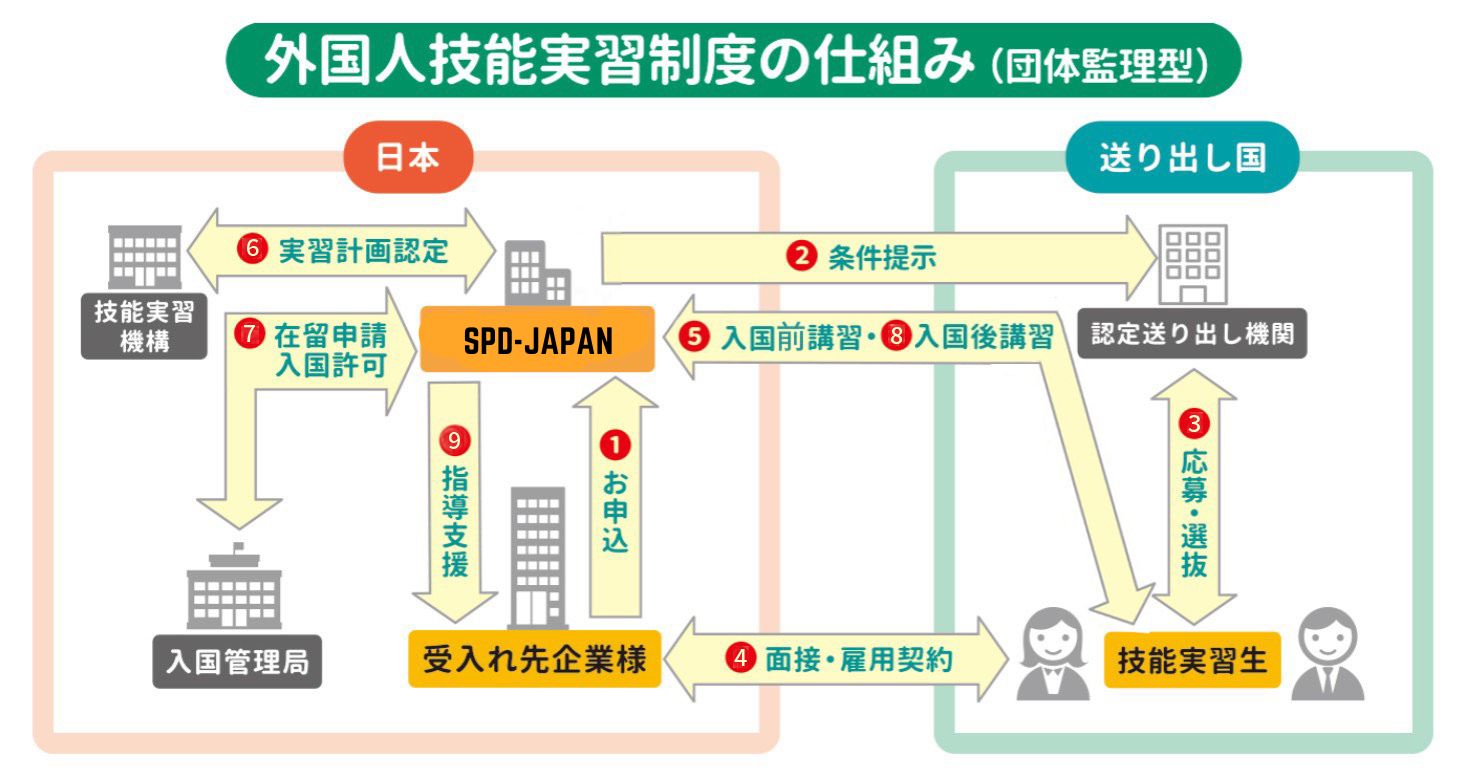 外国人技能実習制度の仕組み（団体監理型）
日本
送り出し国
⑥ 実習計画認定
② 条件提示
技能実習
機構
⑦ 在留申請
入国許可
SPD-JAPAN
⑤ 入国前講習・⑧入国後講習
認定送り出し機関
⑨ 指導支援
① お申込
③ 応募・選抜
入国管理局
受入れ先企業様
④ 面接・雇用契約
技能実習生